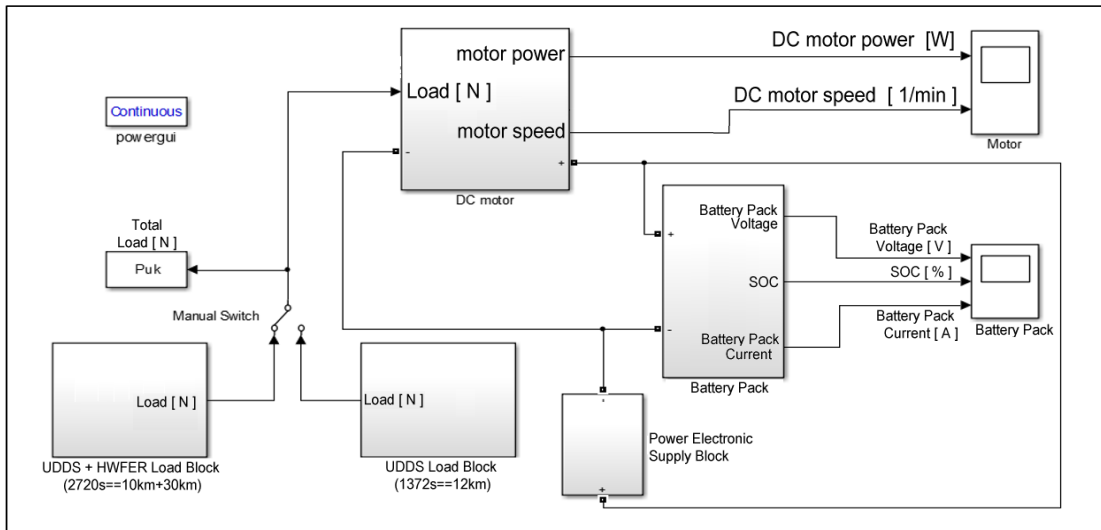 motor power
DC motor power [W]
Load [ N ]
Continuous
powergui
DC motor speed [ 1/min ]
motor speed
Motor
-
+
DC motor
Total
Load [ N ]
Puk
Battery Pack
Voltage
Battery Pack
Voltage [ V ]
+
SOC
SOC [ % ]
Manual Switch
-
Battery Pack
Current
Battery Pack
Current [ A ]
Battery Pack
Battery Pack
Load [ N ]
Load [ N ]
-
Power Electronic
Supply Block
+
UDDS + HWFER Load Block
(2720s==10km+30km)
UDDS Load Block
(1372s==12km)